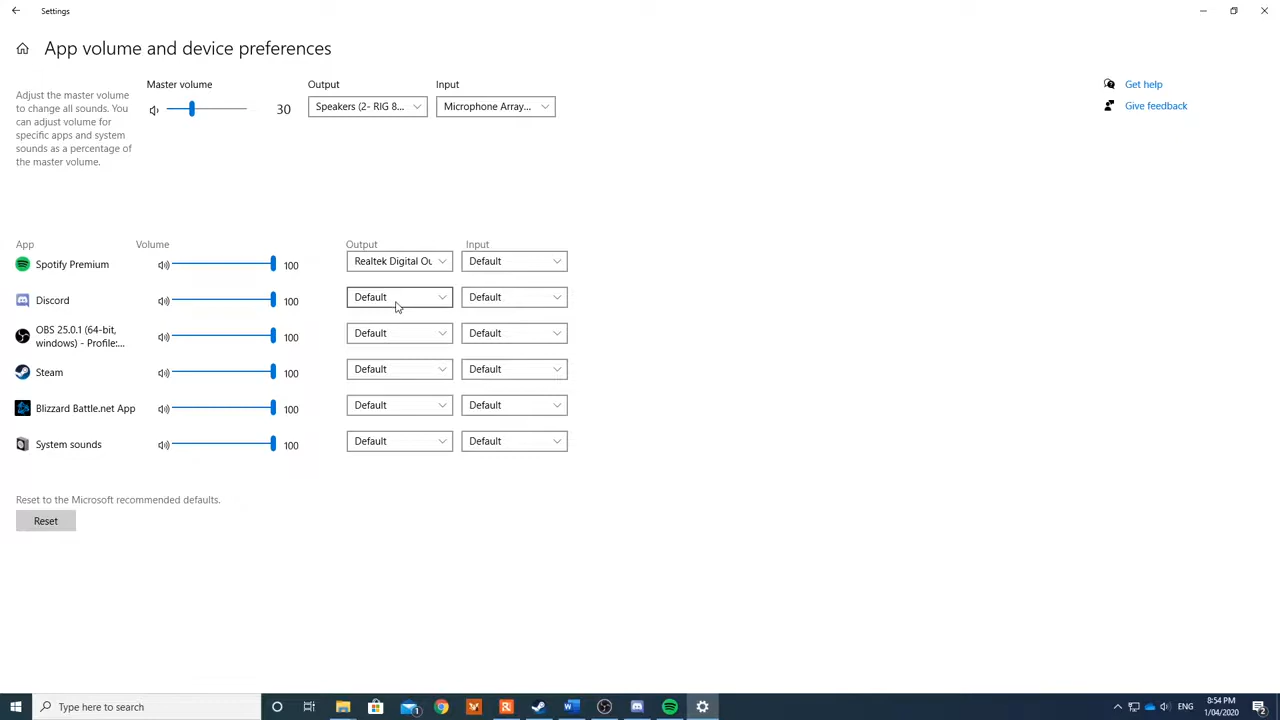 Settings
App volume and device preferences
Adjust the master volume
to change all sounds. You
can adjust volume for
specific apps and system
sounds as a percentage of
the master volume.
Master volume
30
Output
Speakers (2- RIG 8...
Input
Microphone Array...
Get help
Give feedback
App Volume Output Input
Spotify Premium 100 Realtek Digital Ou Default
Discord 100 Default Default
OBS 25.0.1 (64-bit,
windows) - Profile:... 100 Default Default
Steam 100 Default Default
Blizzard Battle.net App 100 Default Default
System sounds 100 Default Default
Reset to the Microsoft recommended defaults.
Reset
Type here to search
1
W
ENG
8:54 PM
1/04/2020
2